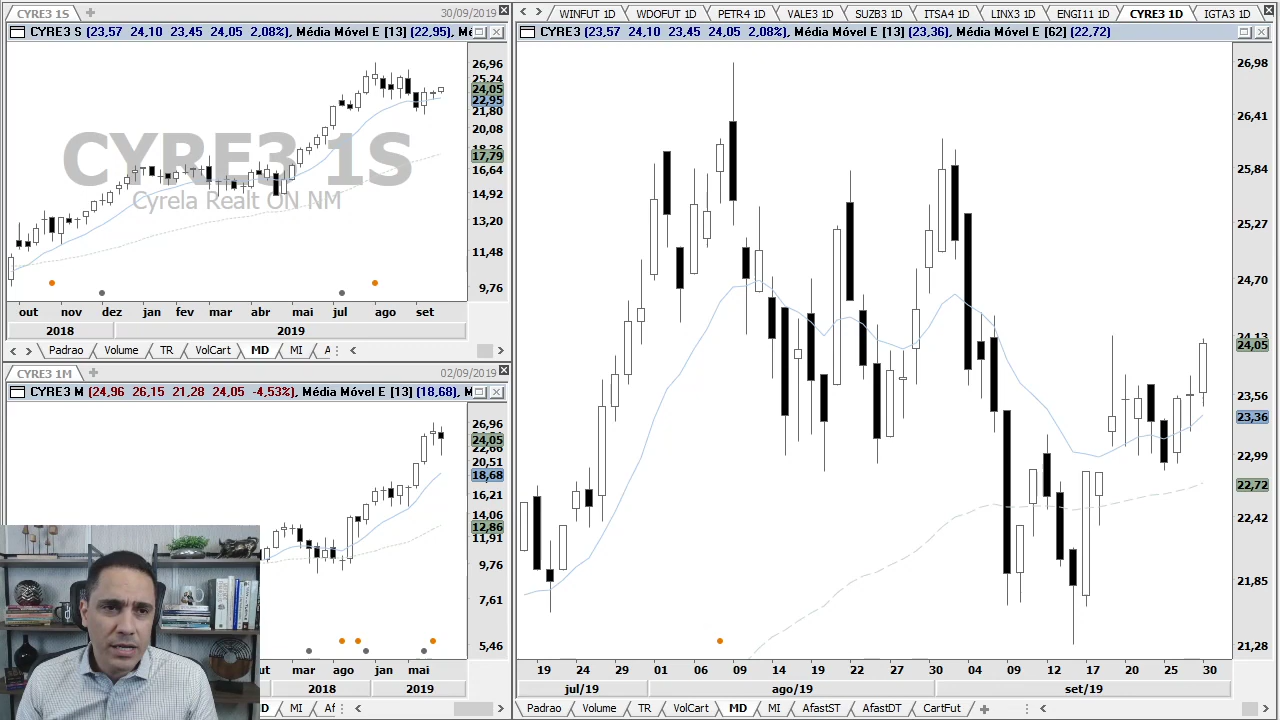 CYRE3 1S
30/09/2019
CYRE3 S (23,57 24,10 23,45 24,05 2,08%), Média Móvel E [13] (22,95), Mé
26,96
25,24
24,05
22,95
21,80
20,08
18,36
17,79
16,64
14,92
13,20
11,48
9,76
CYRE3 1S
Cyrela Realt ON NM
out nov dez jan fev mar abr mai jul ago set
2018 2019
Padrao Volume TR VolCart MD MI A
CYRE3 1M
02/09/2019
CYRE3 M (24,96 26,15 21,28 24,05 -4,53%), Média Móvel E [13] (18,68), M
26,96
24,05
22,66
20,51
18,68
16,21
14,06
12,86
11,91
9,76
7,61
5,46
ut mar ago jan mai
2018 2019
D MI Af
WINFUT 1D WDOFUT 1D PETR4 1D VALE3 1D SUZB3 1D ITSA4 1D LINX3 1D ENGI11 1D CYRE3 1D IGTA3 1D
CYRE3 (23,57 24,10 23,45 24,05 2,08%), Média Móvel E [13] (23,36), Média Móvel E [62] (22,72)
26,98
26,41
25,84
25,27
24,70
24,13
24,05
23,56
23,36
22,99
22,72
22,42
21,85
21,28
19 24 29 01 06 09 14 19 22 27 30 04 09 12 17 20 25 30
jul/19 ago/19 set/19
Padrao Volume TR VolCart MD MI AfastST AfastDT CartFut